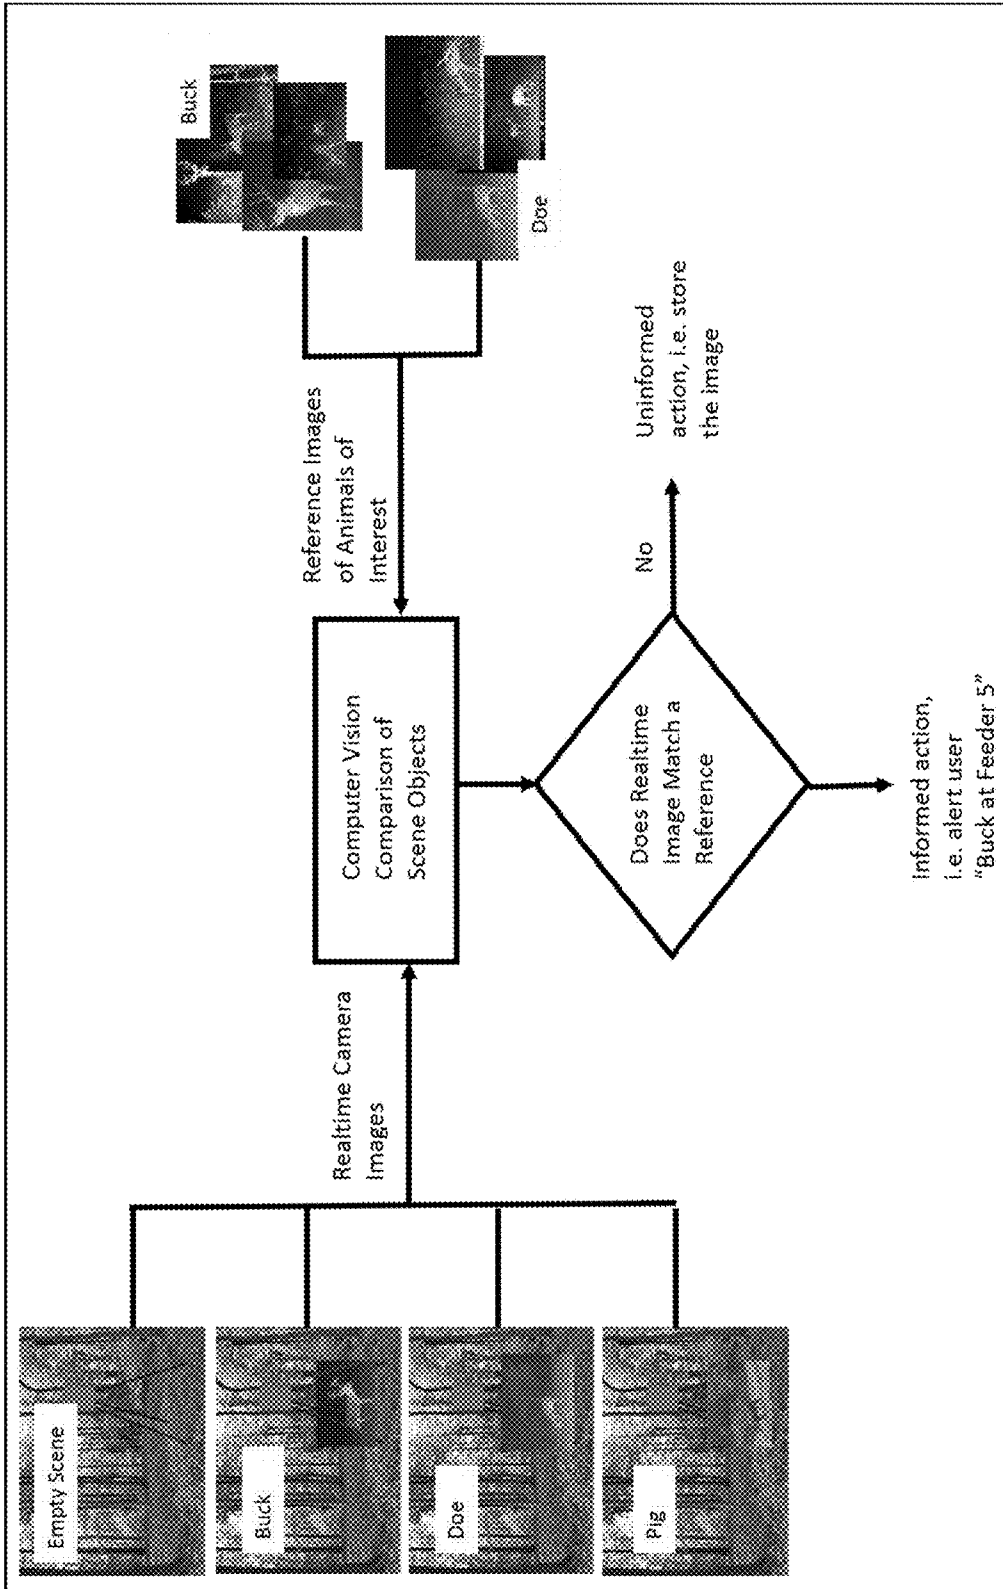 Empty Scene
Buck
Doe
Pig
Realtime Camera
Images
Computer Vision
Comparison of
Scene Objects
Reference Images
of Animals of
Interest
Buck
Doe
Does Realtime
Image Match a
Reference
No
Uninformed
action, i.e. store
the image
Informed action,
i.e. alert user
"Buck at Feeder 5"